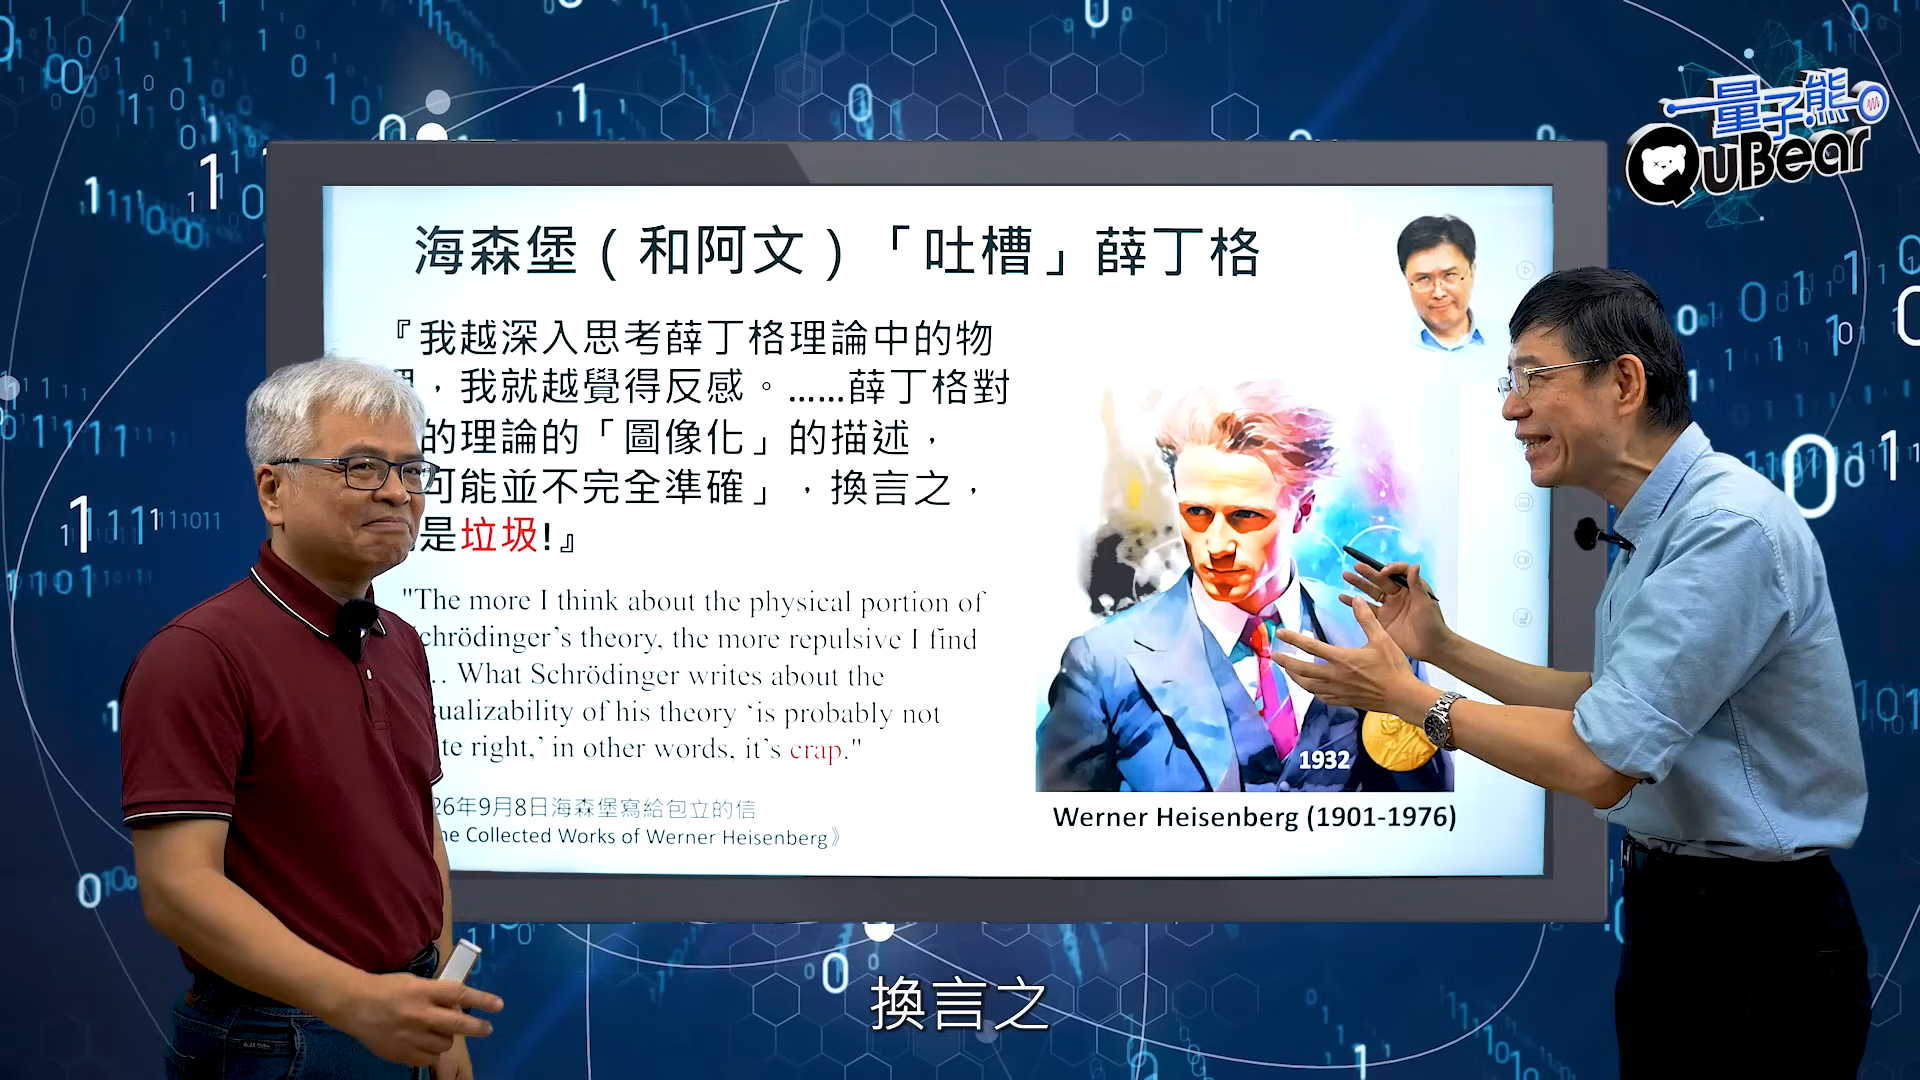 一量子熊
QuBear
海森堡（和阿文）「吐槽」薛丁格
『我越深入思考薛丁格理論中的物
，我就越覺得反感。……薛丁格對
的理論的「圖像化」的描述，
可能並不完全準確」，換言之，
是垃圾!』
"The more I think about the physical portion of
Schrödinger's theory, the more repulsive I find
.. What Schrödinger writes about the
sualizability of his theory 'is probably not
te right,' in other words, it's crap."
26年9月8日海森堡寫給包立的信
he Collected Works of Werner Heisenberg》
1932
Werner Heisenberg (1901-1976)
換言之